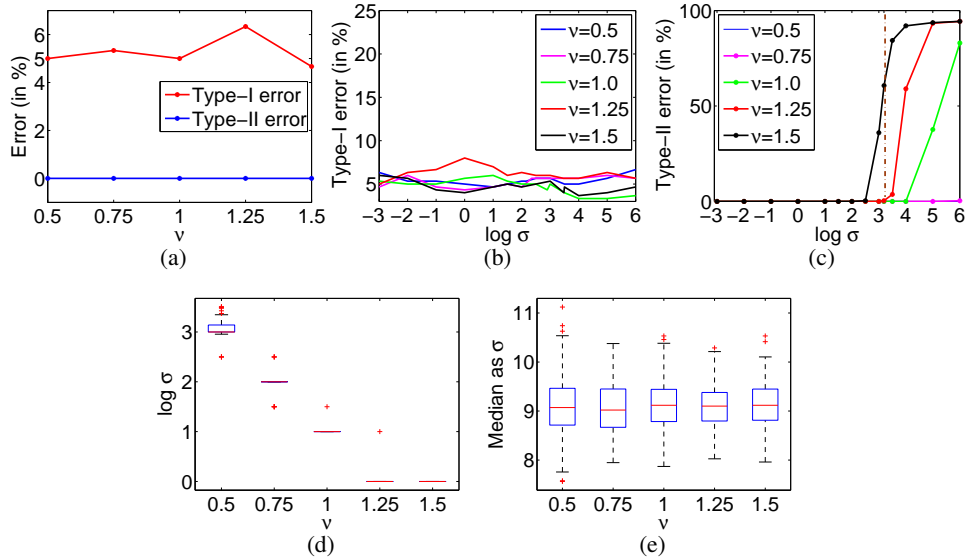 Error (in %)
6
5
4
3
2
1
0
Type−I error
Type−II error
0.5 0.75 1 1.25 1.5
ν
(a)
Type−I error (in %)
25
20
15
10
5
ν=0.5
ν=0.75
ν=1.0
ν=1.25
ν=1.5
−3 −2 −1 0 1 2 3 4 5 6
log σ
(b)
Type−II error (in %)
100
50
0
ν=0.5
ν=0.75
ν=1.0
ν=1.25
ν=1.5
−3 −2 −1 0 1 2 3 4 5 6
log σ
(c)
log σ
3
2
1
0
0.5 0.75 1 1.25 1.5
ν
(d)
Median as σ
11
10
9
8
0.5 0.75 1 1.25 1.5
ν
(e)